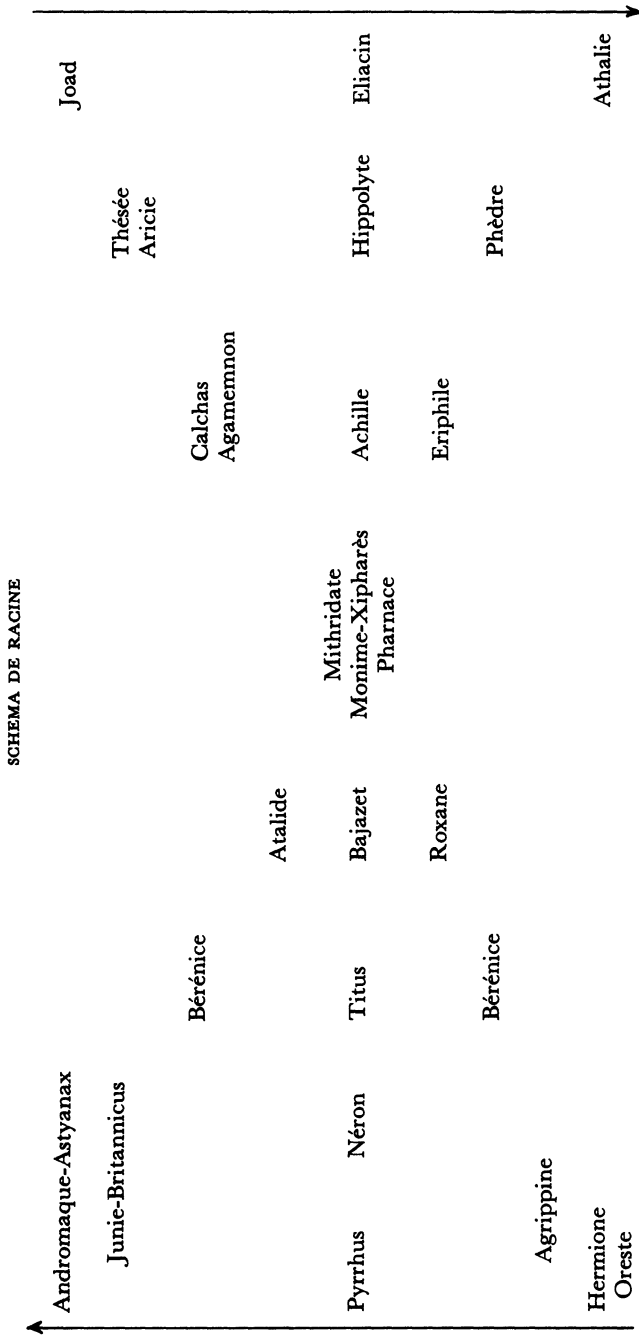 SCHEMA DE RACINE
Andromaque-Astyanax Joad
Junie-Britannicus Thésée
Aricie
Bérénice Calchas
Agamemnon
Atalide
Mithridate
Pyrrhus Néron Titus Bajazet Monime-Xipharès Achille Hippolyte Eliacin
Pharnace
Roxane Eriphile
Bérénice Phèdre
Agrippine
Hermione Athalie
Oreste